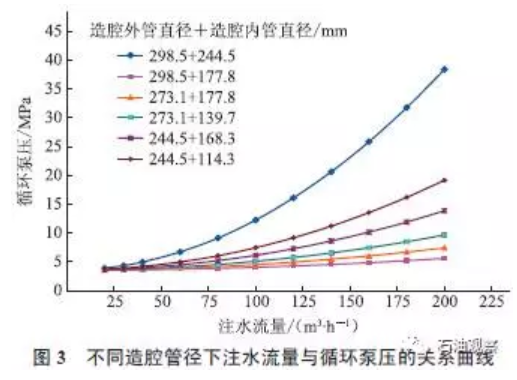 造腔外管直径＋造腔内管直径/mm
298.5+244.5
298.5+177.8
273.1+177.8
273.1+139.7
244.5+168.3
244.5+114.3
循环泵压/MPa
45
40
35
30
25
20
15
10
5
0
25 50 75 100 125 150 175 200 225
注水流量/(m³·h⁻¹)
石油观察
图 3 不同造腔管径下注水流量与循环泵压的关系曲线